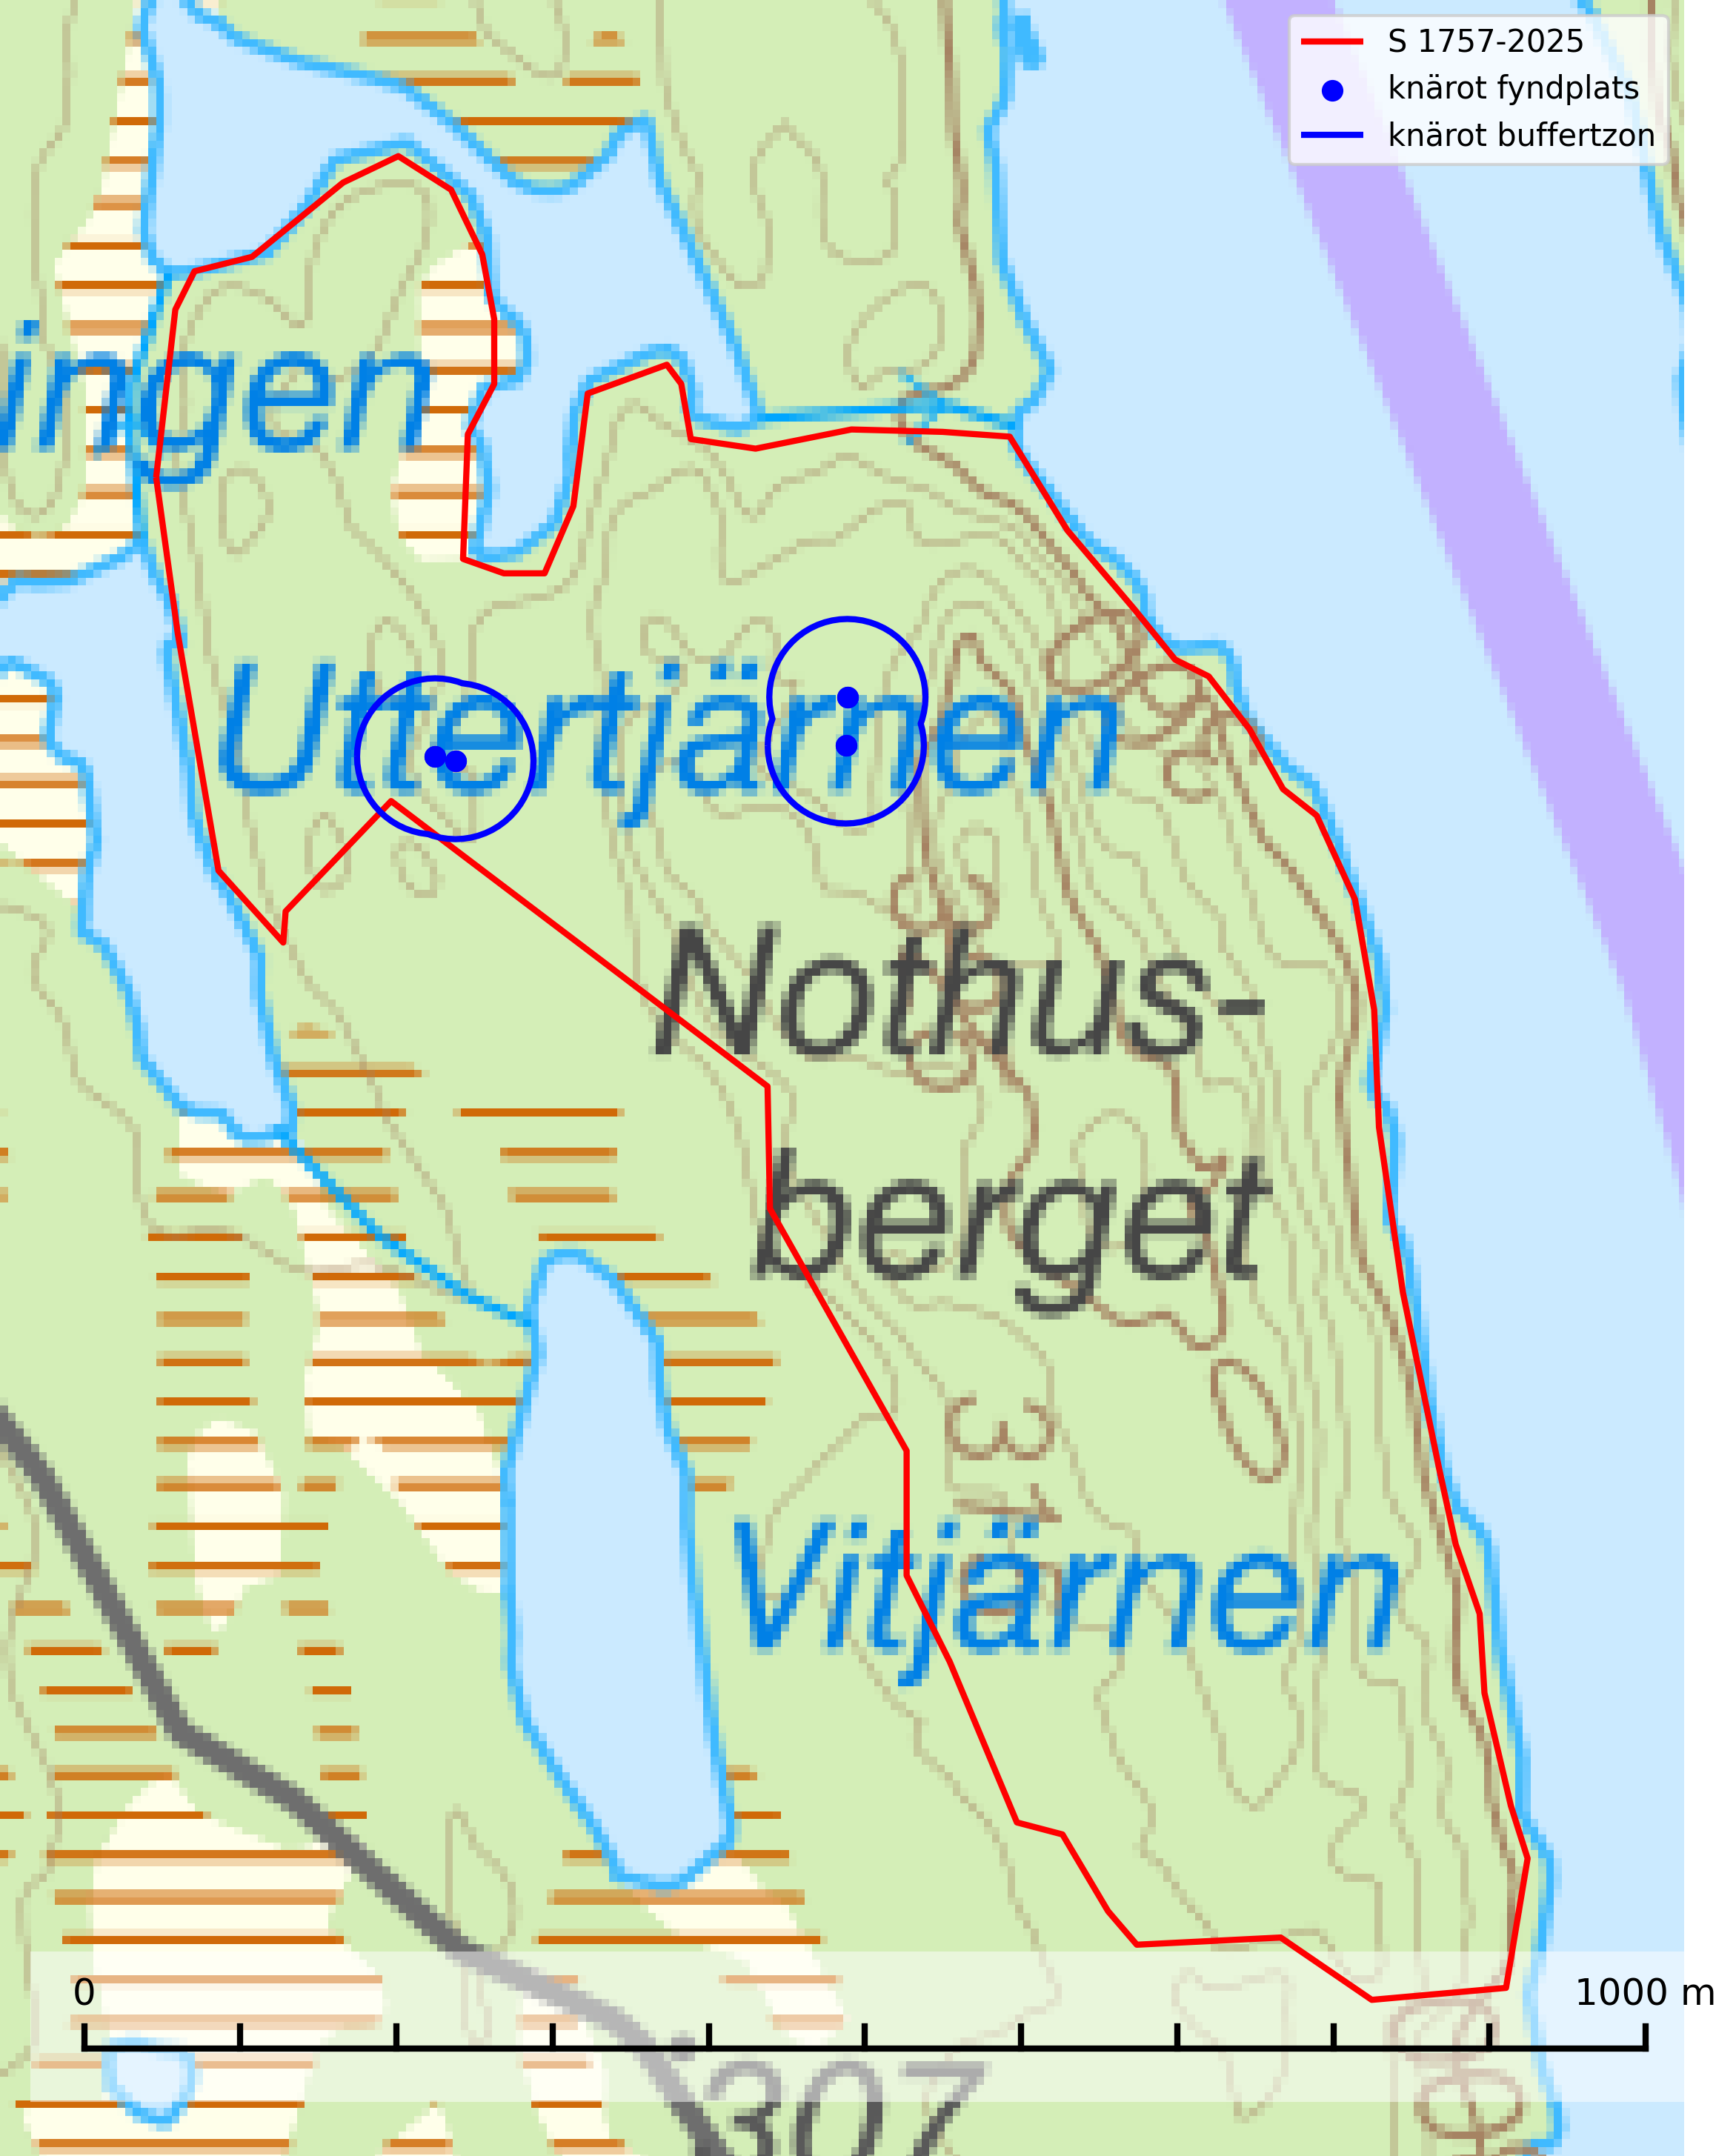 S 1757-2025
knärot fyndplats
knärot buffertzon
ingen
Uttertjärnen
Nothus-
berget
Vitjärnen
0
1000 m
307